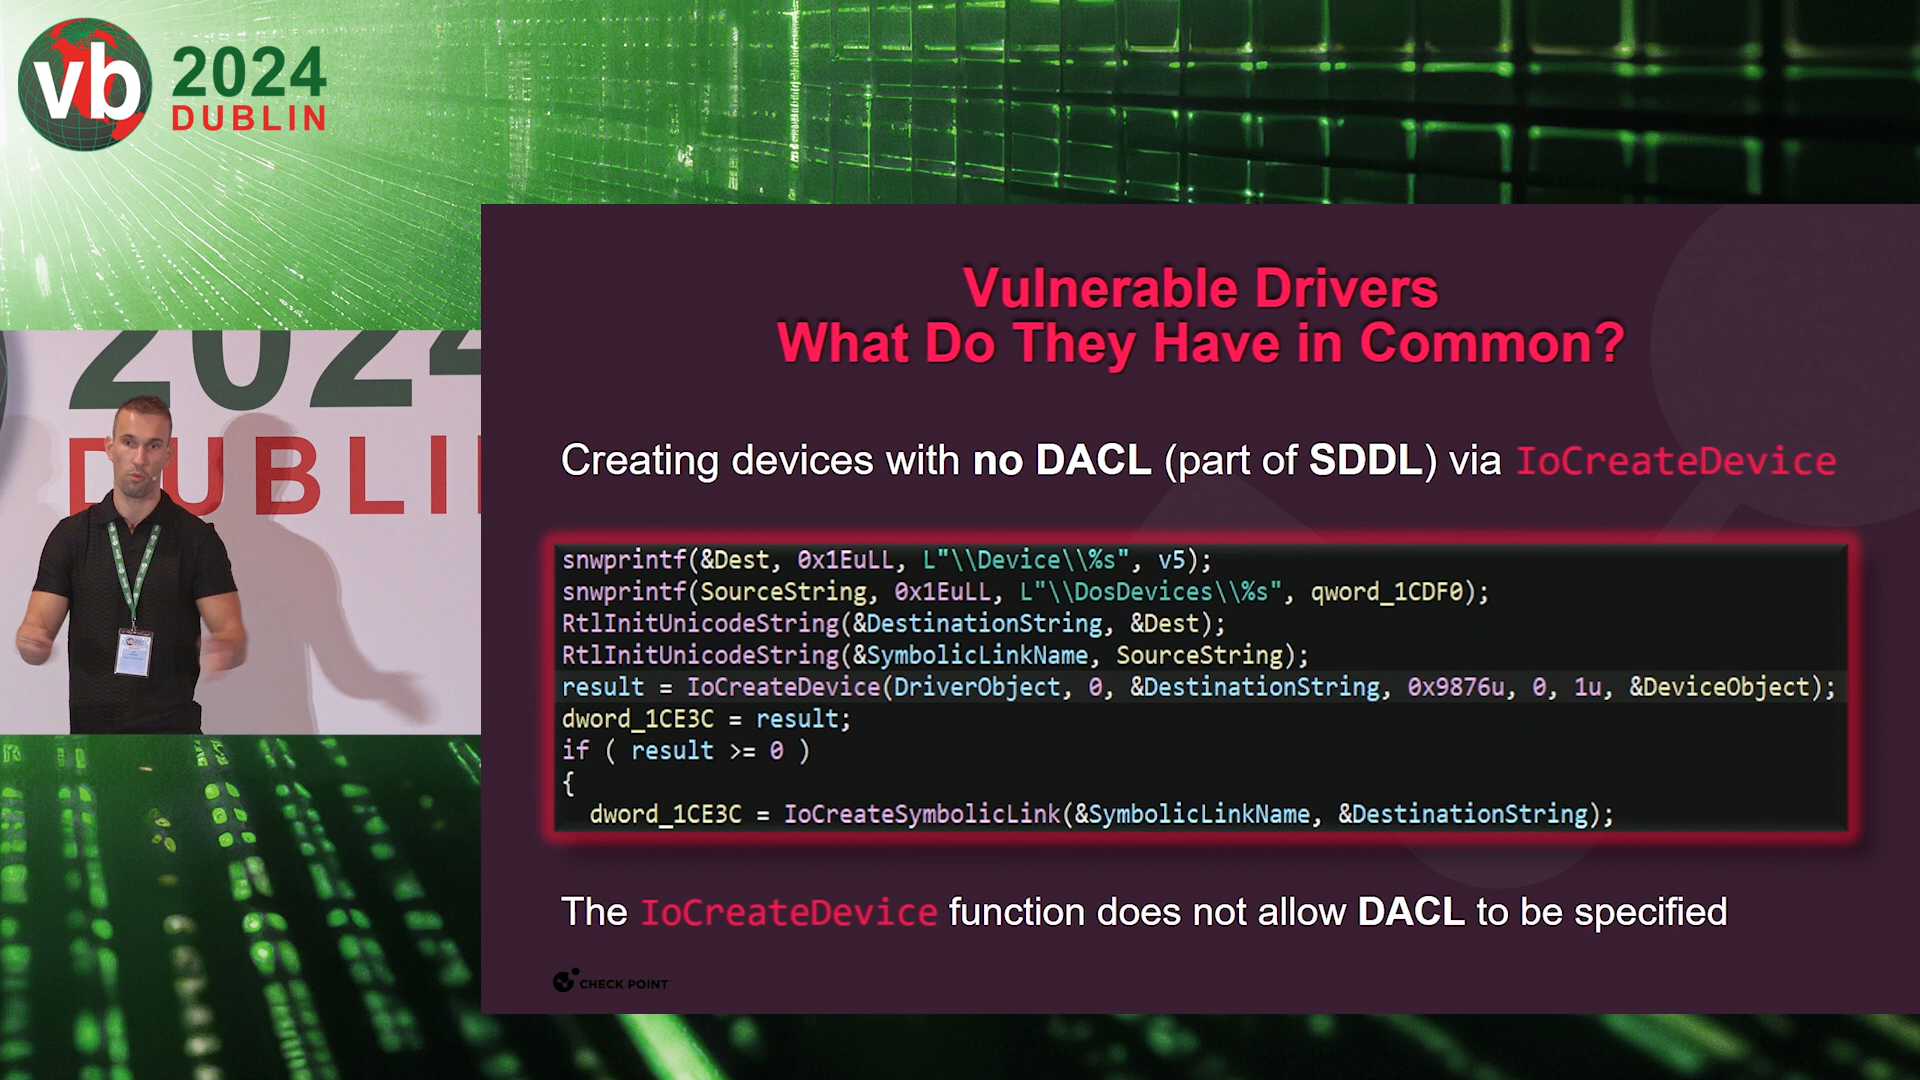 vb 2024
DUBLIN
2024
DUBLI
Vulnerable Drivers
What Do They Have in Common?
Creating devices with no DACL (part of SDDL) via IoCreateDevice
snwprintf(&Dest, 0x1EuLL, L"\\Device\\%s", v5);
snwprintf(SourceString, 0x1EuLL, L"\\DosDevices\\%s", qword_1CDF0);
RtlInitUnicodeString(&DestinationString, &Dest);
RtlInitUnicodeString(&SymbolicLinkName, SourceString);
result = IoCreateDevice(DriverObject, 0, &DestinationString, 0x9876u, 0, 1u, &DeviceObject);
dword_1CE3C = result;
if ( result >= 0 )
{
dword_1CE3C = IoCreateSymbolicLink(&SymbolicLinkName, &DestinationString);
The IoCreateDevice function does not allow DACL to be specified
CHECK POINT